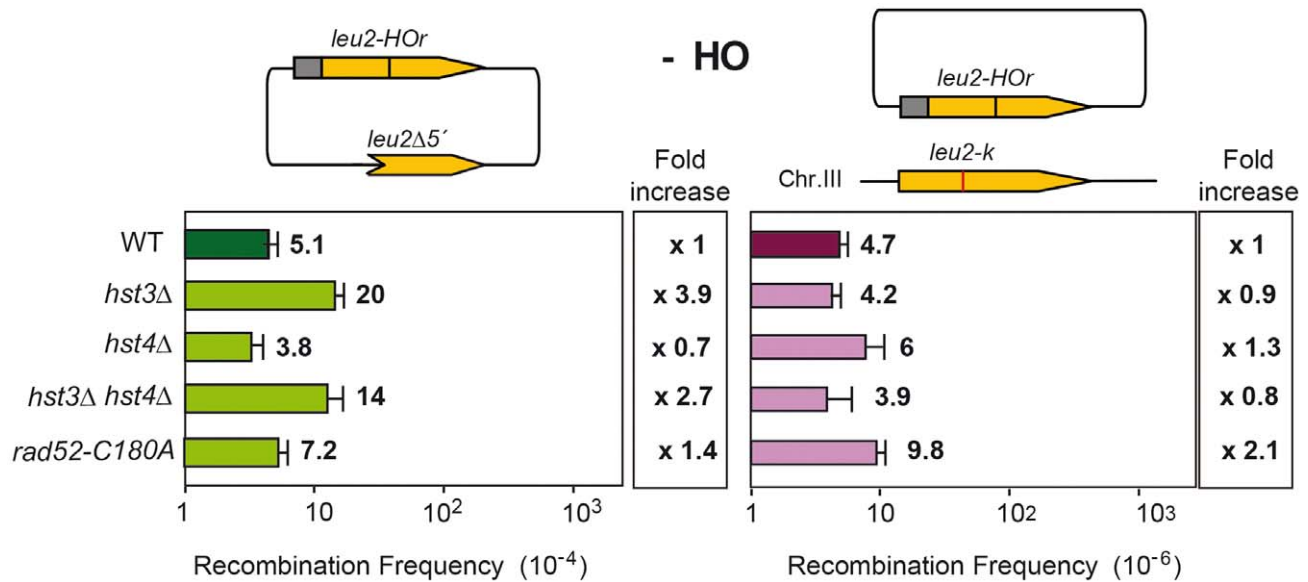 leu2-HOr
leu2Δ5´
- HO
leu2-HOr
Chr.III
leu2-k
Fold
increase
Fold
increase
WT
5.1
x 1
4.7
x 1
hst3Δ
20
x 3.9
4.2
x 0.9
hst4Δ
3.8
x 0.7
6
x 1.3
hst3Δ hst4Δ
14
x 2.7
3.9
x 0.8
rad52-C180A
7.2
x 1.4
9.8
x 2.1
1 10 10² 10³
1 10 10² 10³
Recombination Frequency (10⁻⁴)
Recombination Frequency (10⁻⁶)